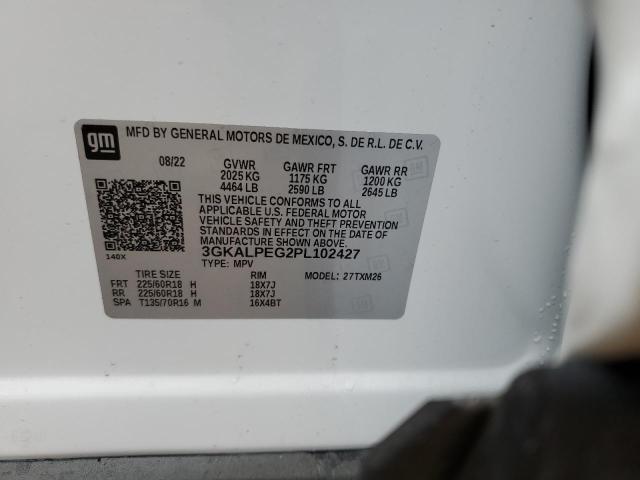 gm
MFD BY GENERAL MOTORS DE MEXICO, S. DE R.L. DE C.V.
08/22 GVWR GAWR FRT GAWR RR
2025 KG 1175 KG 1200 KG
4464 LB 2590 LB 2645 LB
THIS VEHICLE CONFORMS TO ALL
APPLICABLE U.S. FEDERAL MOTOR
VEHICLE SAFETY AND THEFT PREVENTION
STANDARDS IN EFFECT ON THE DATE OF
MANUFACTURE SHOWN ABOVE.
140X 3GKALPEG2PL102427
TYPE: MPV
TIRE SIZE RIM MODEL: 27TXM26
FRT 225/60R18 H 18X7J
RR 225/60R18 H 18X7J
SPA T135/70R16 M 16X4BT